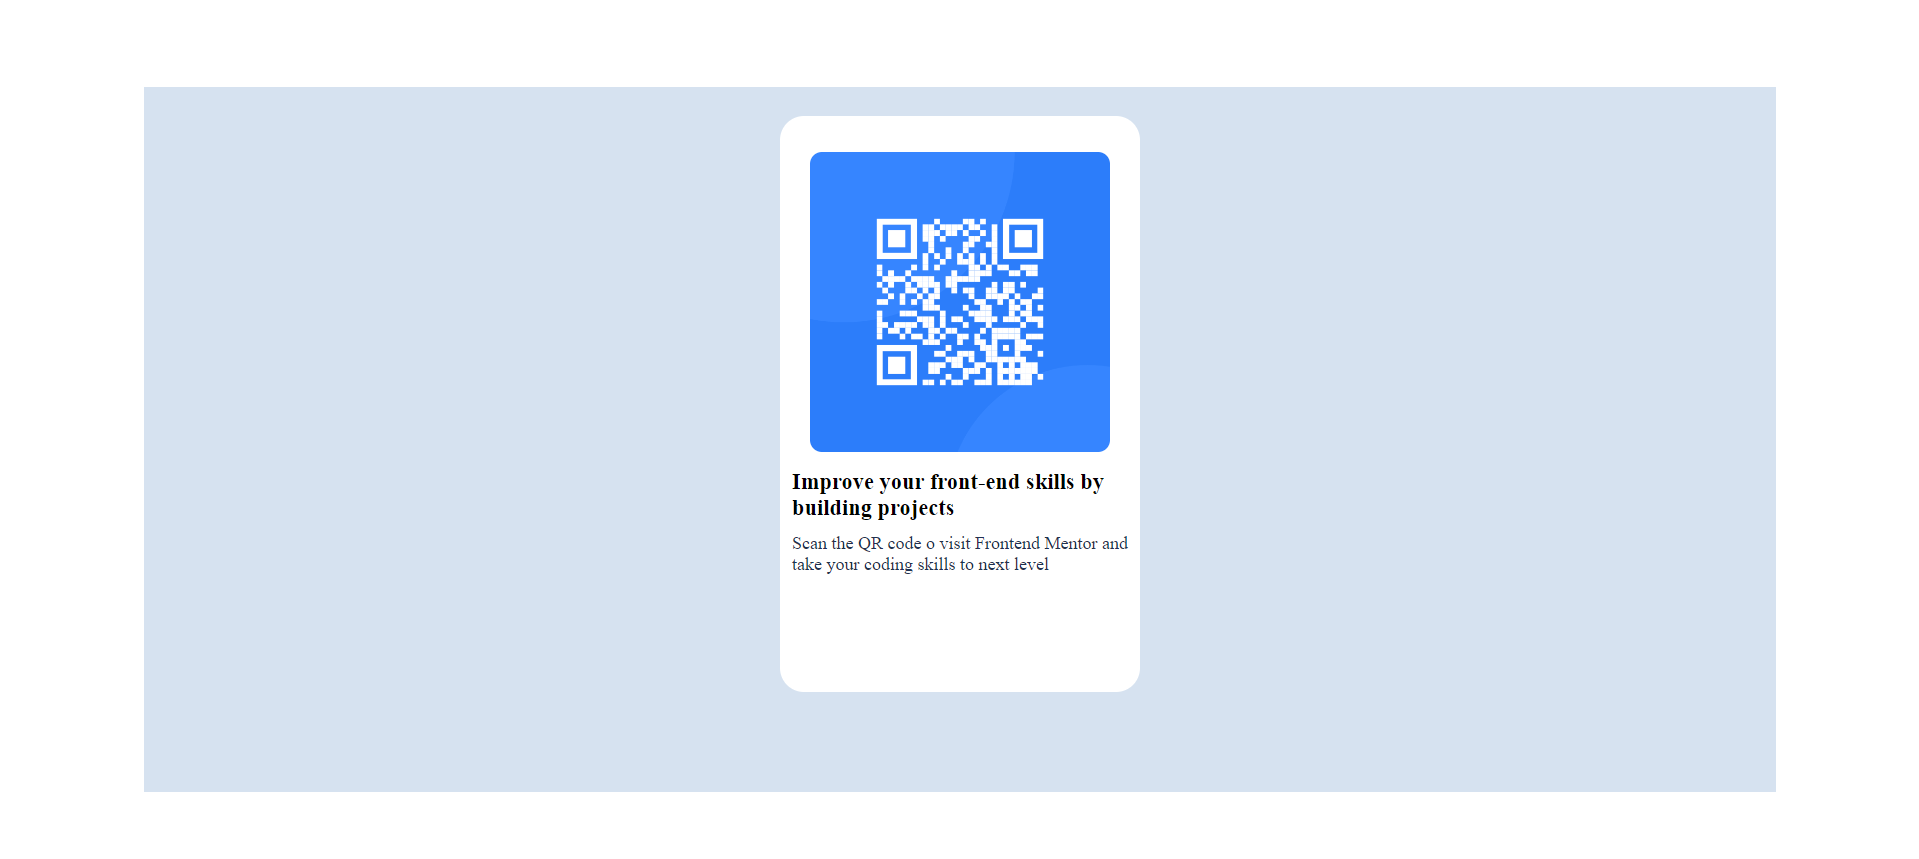 Improve your front-end skills by
building projects
Scan the QR code o visit Frontend Mentor and
take your coding skills to next level